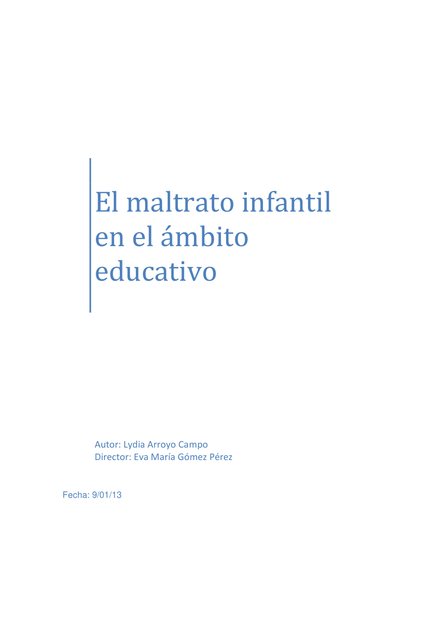 El maltrato infantil
en el ámbito
educativo
Autor: Lydia Arroyo Campo
Director: Eva María Gómez Pérez
Fecha: 9/01/13